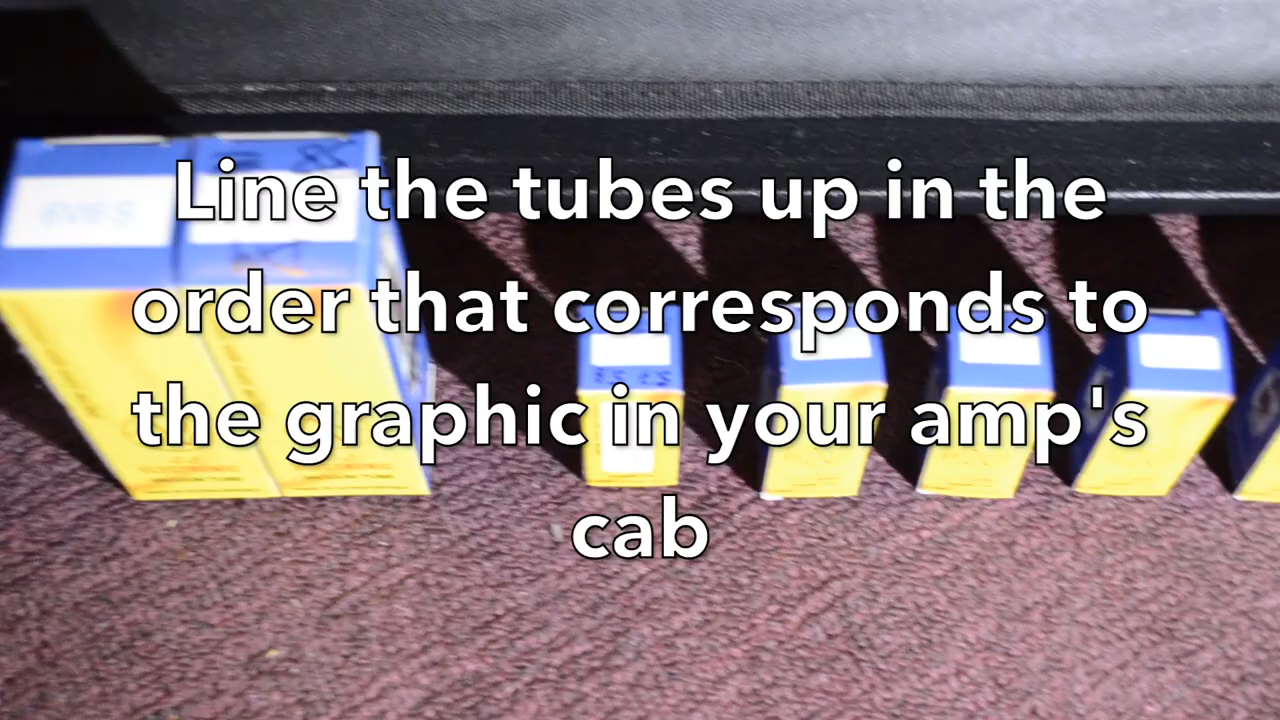 Line the tubes up in the
order that corresponds to
the graphic in your amp's
cab